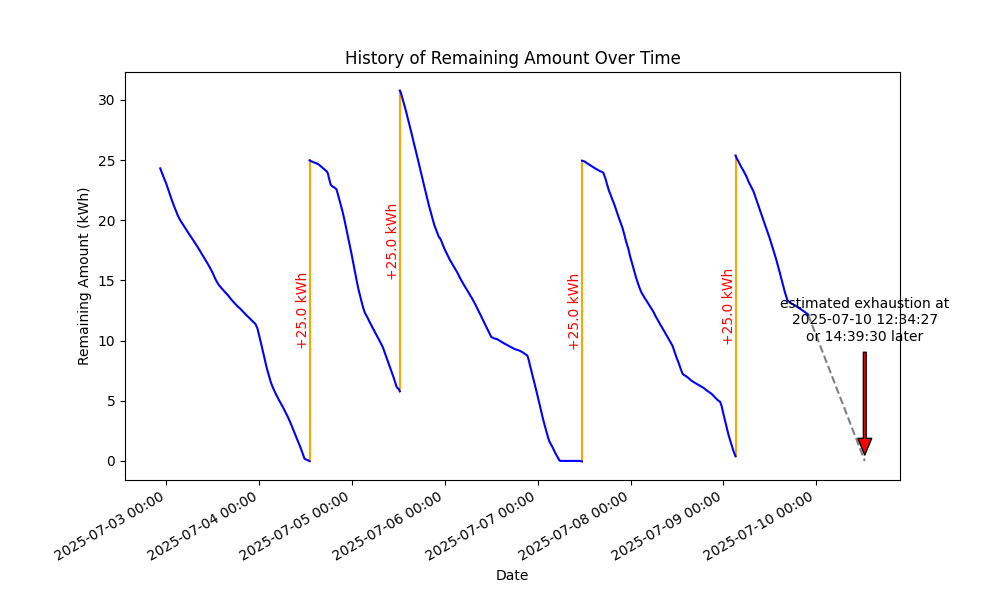 History of Remaining Amount Over Time
Remaining Amount (kWh)
30
25
20
15
10
5
0
+25.0 kWh
+25.0 kWh
+25.0 kWh
+25.0 kWh
estimated exhaustion at
2025-07-10 12:34:27
or 14:39:30 later
2025-07-03 00:00
2025-07-04 00:00
2025-07-05 00:00
2025-07-06 00:00
2025-07-07 00:00
2025-07-08 00:00
2025-07-09 00:00
2025-07-10 00:00
Date